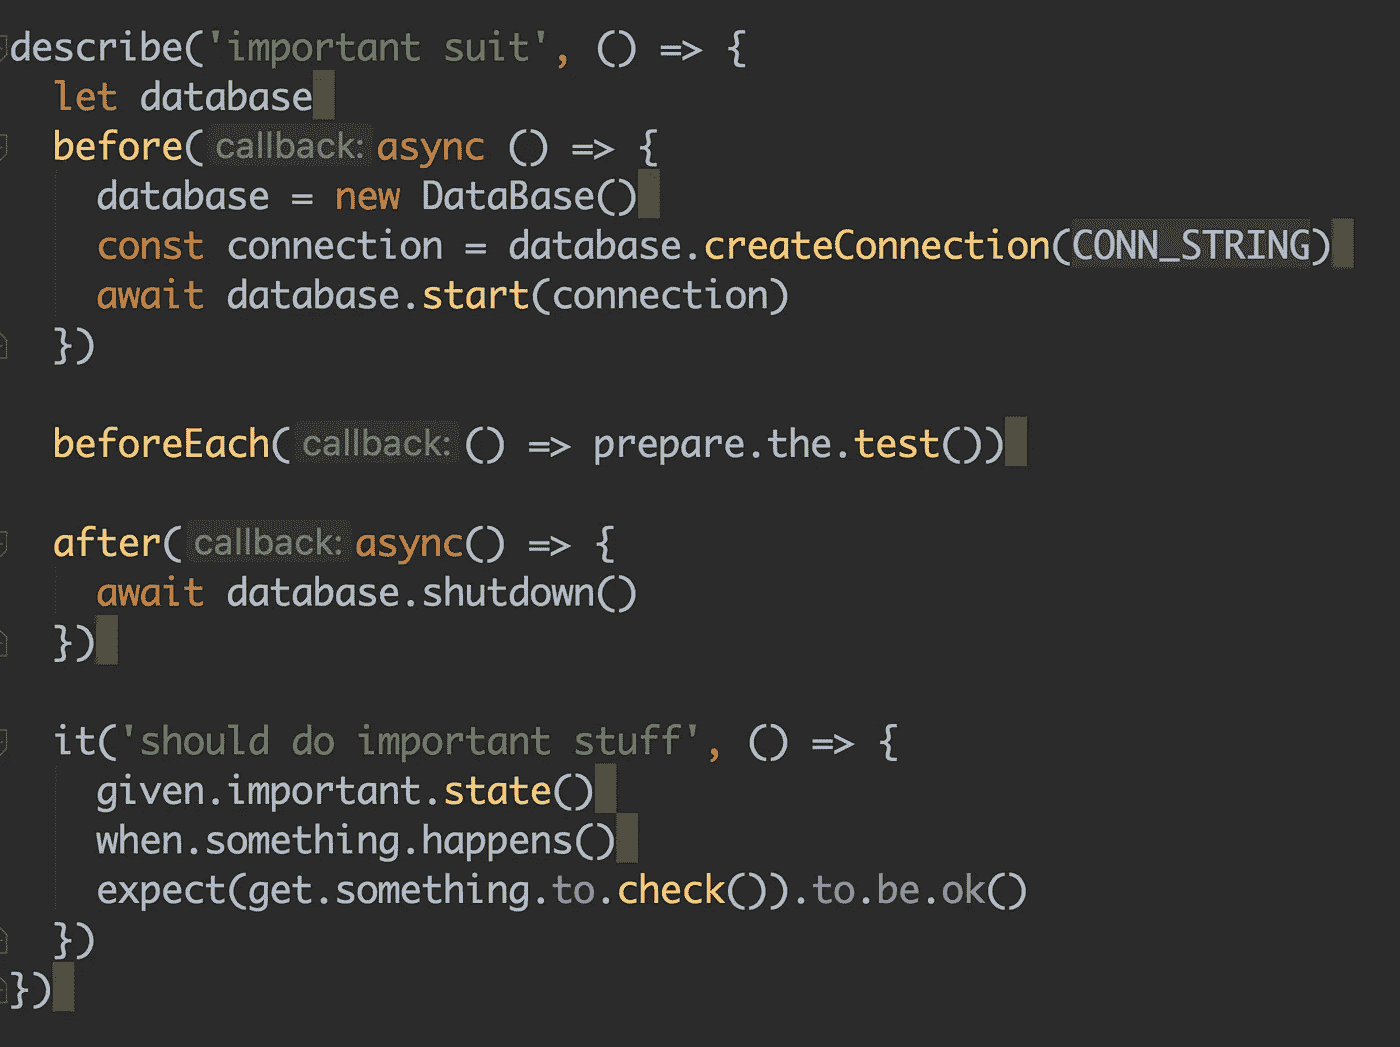 describe('important suit', () => {
let database
before( callback: async () => {
database = new DataBase()
const connection = database.createConnection(CONN_STRING)
await database.start(connection)
})
beforeEach( callback: () => prepare.the.test())
after( callback: async() => {
await database.shutdown()
})
it('should do important stuff', () => {
given.important.state()
when.something.happens()
expect(get.something.to.check()).to.be.ok()
})
})